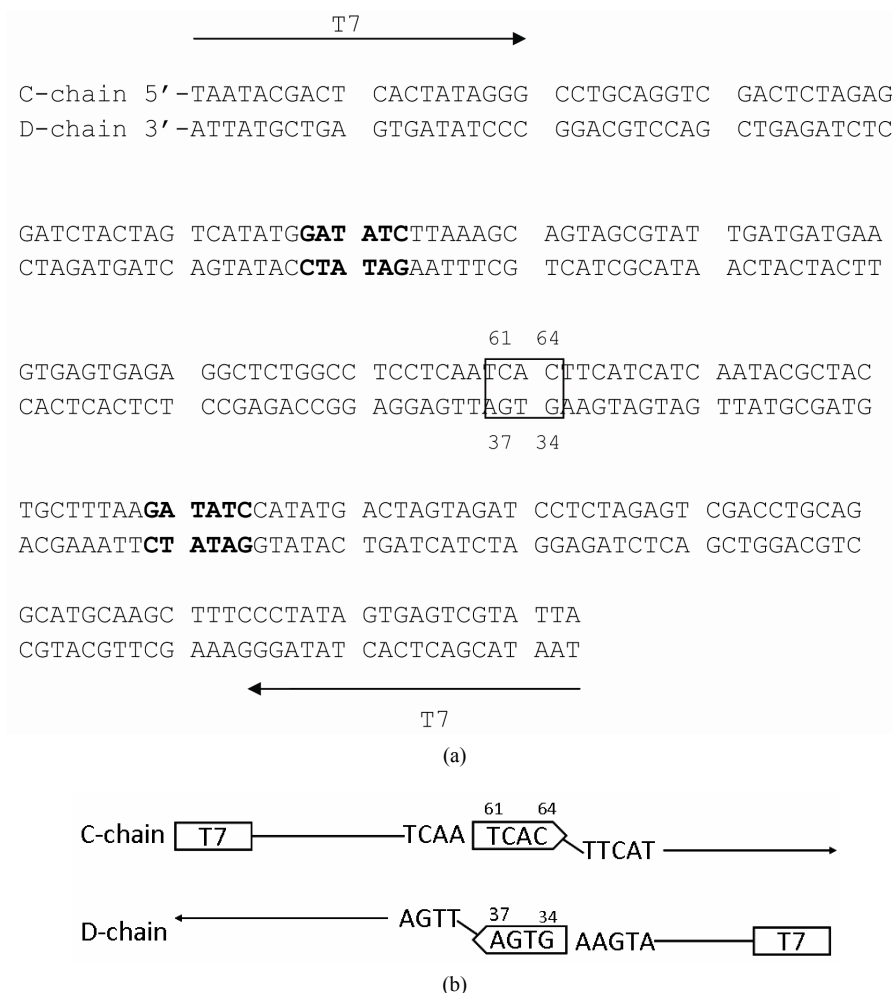 T7
C-chain 5’-TAATACGACT CACTATAGGG CCTGCAGGTC GACTCTAGAG
D-chain 3’-ATTATGCTGA GTGATATCCC GGACGTCCAG CTGAGATCTC
GATCTACTAG TCATATGGAT ATCTTAAAGC AGTAGCGTAT TGATGATGAA
CTAGATGATC AGTATACCTA TAGAATTTCG TCATCGCATA ACTACTACTT
61 64
GTGAGTGAGA GGCTCTGGCC TCCTCAATCA CTTCATCATC AATACGCTAC
CACTCACTCT CCGAGACCGG AGGAGTTAGT GAAGTAGTAG TTATGCGATG
37 34
TGCTTTAAGA TATCCATATG ACTAGTAGAT CCTCTAGAGT CGACCTGCAG
ACGAAATTCT ATAGGTATAC TGATCATCTA GGAGATCTCA GCTGGACGTC
GCATGCAAGC TTTCCCTATA GTGAGTCGTA TTA
CGTACGTTCG AAAGGGATAT CACTCAGCAT AAT
T7
(a)
61 64
C-chain T7 TCAA TCAC TTCAT
37 34
D-chain AGTT AGTG AAGTA T7
(b)